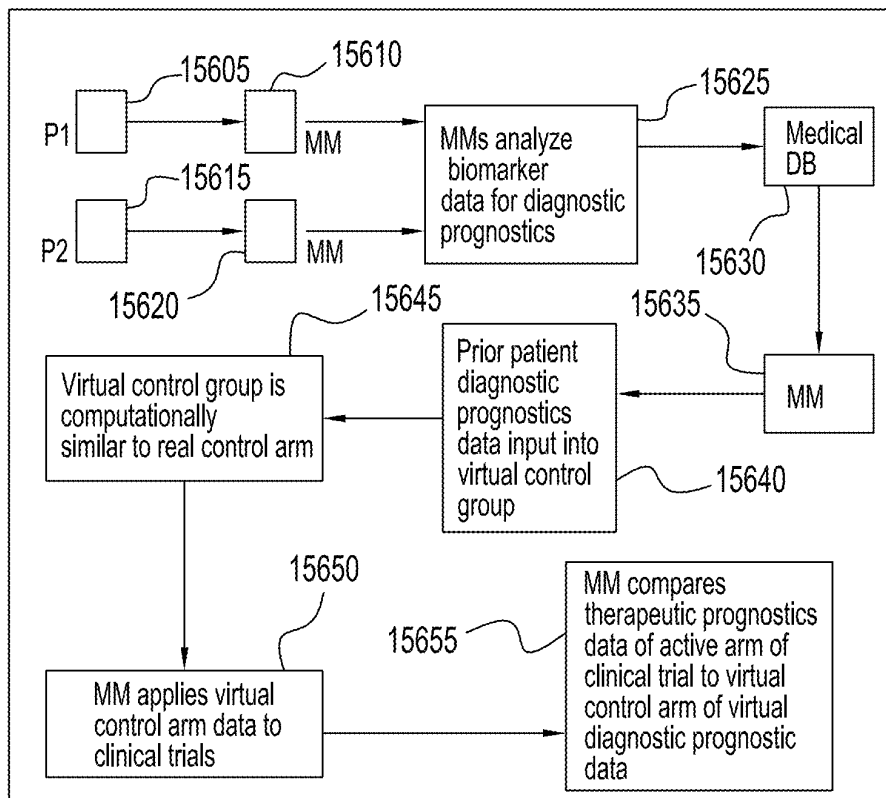 15605
15610
P1
MM
15615
P2
15620
MM
MMs analyze
biomarker
data for diagnostic
prognostics
15625
Medical
DB
15630
15645
Virtual control group is
computationally
similar to real control arm
Prior patient
diagnostic
prognostics
data input into
virtual control
group
15640
15635
MM
15650
MM applies virtual
control arm data to
clinical trials
15655
MM compares
therapeutic prognostics
data of active arm of
clinical trial to virtual
control arm of virtual
diagnostic prognostic
data